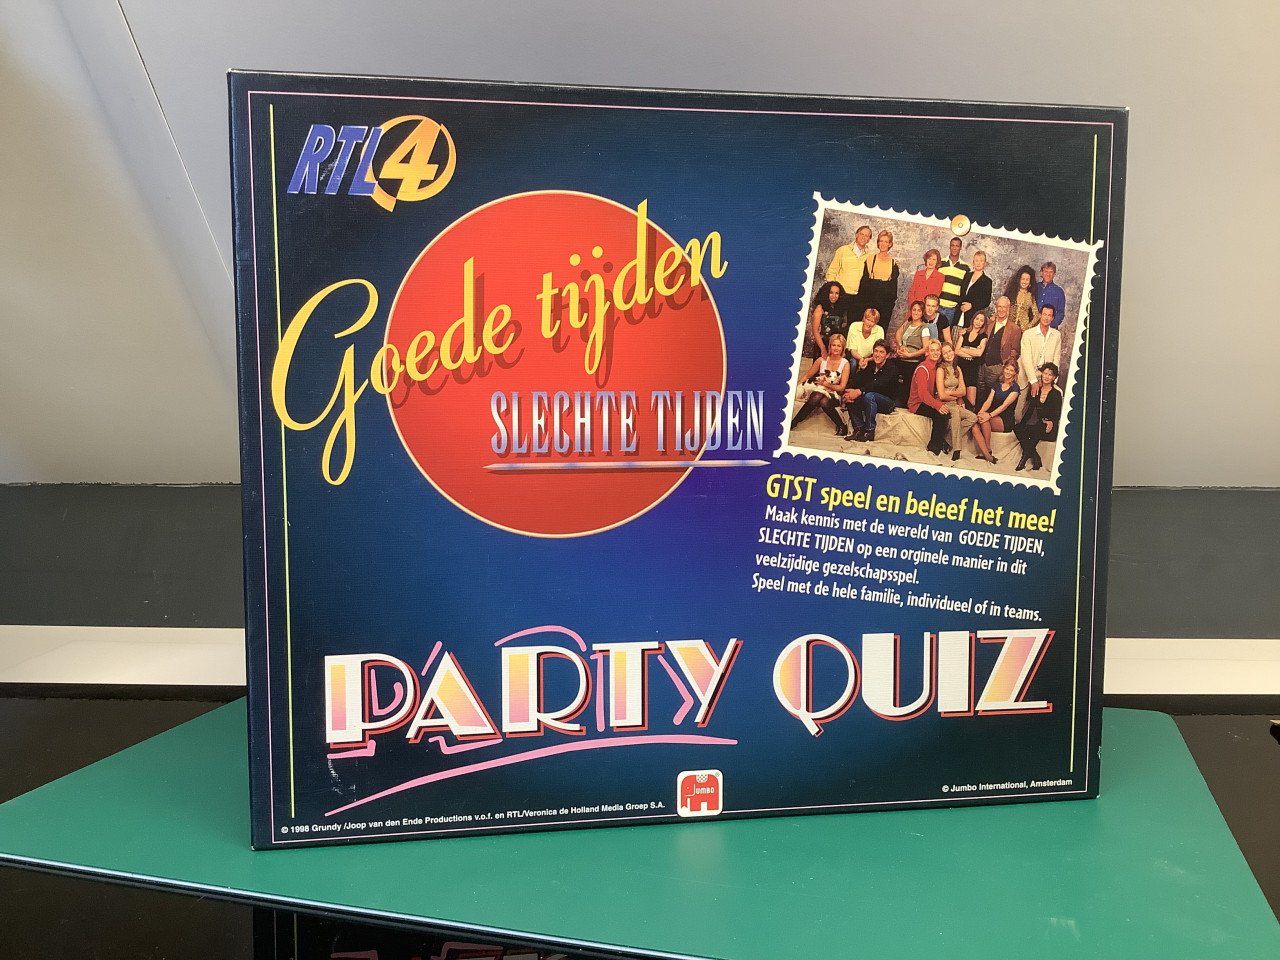 RTL4
Goede tijden
SLECHTE TIJDEN
GTST speel en beleef het mee!
Maak kennis met de wereld van GOEDE TIJDEN,
SLECHTE TIJDEN op een orginele manier in dit
veelzijdige gezelschapsspel.
Speel met de hele familie, individueel of in teams.
PARTY QUIZ
JUMBO
© 1998 Grundy /Joop van den Ende Productions v.o.f. en RTL/Veronica de Holland Media Groep S.A.
© Jumbo International, Amsterdam